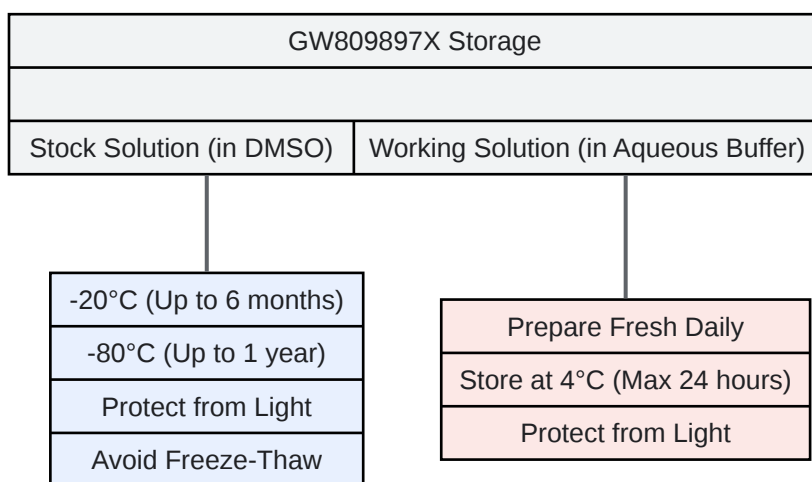 GW809897X Storage
Stock Solution (in DMSO)
Working Solution (in Aqueous Buffer)
-20°C (Up to 6 months)
-80°C (Up to 1 year)
Protect from Light
Avoid Freeze-Thaw
Prepare Fresh Daily
Store at 4°C (Max 24 hours)
Protect from Light